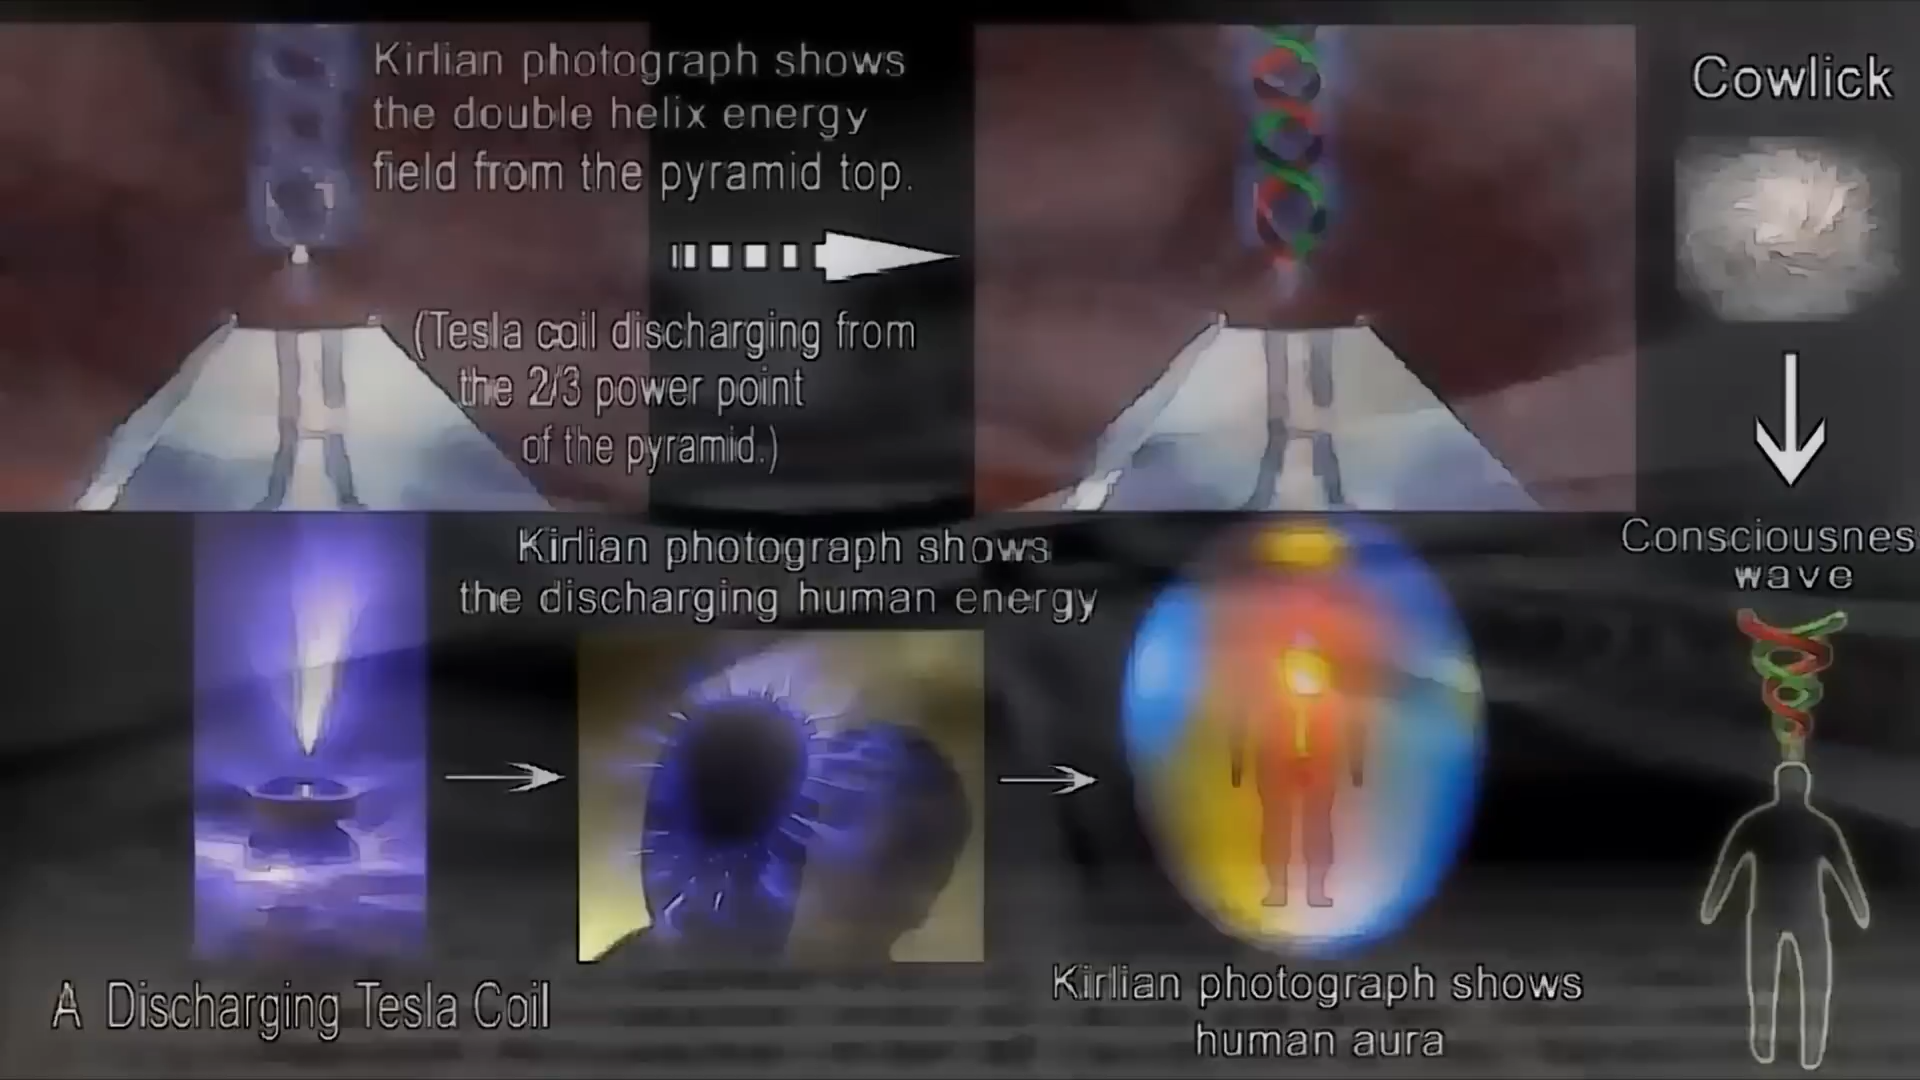 Kirlian photograph shows
the double helix energy
field from the pyramid top.
(Tesla coil discharging from
the 2/3 power point
of the pyramid.)
Cowlick
Consciousnes
wave
Kirlian photograph shows
the discharging human energy
A Discharging Tesla Coil
Kirlian photograph shows
human aura